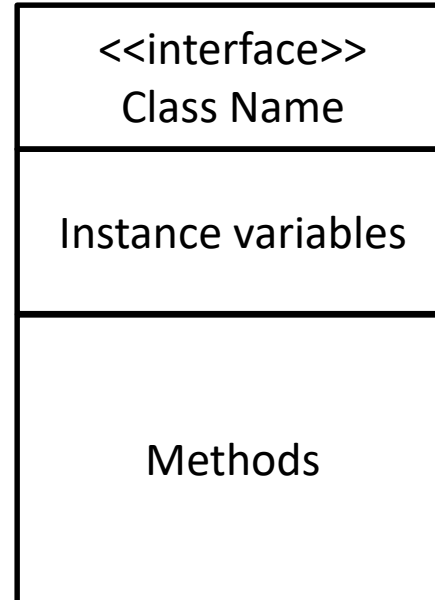 <<interface>>
Class Name
Instance variables
Methods